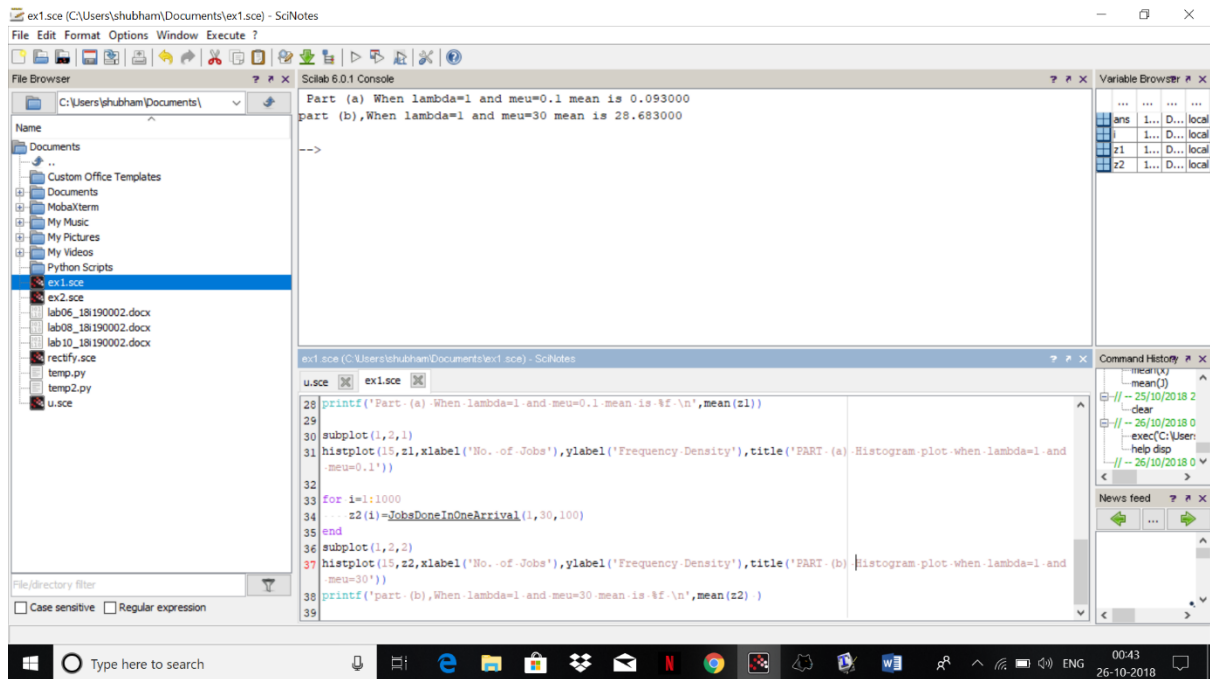 ex1.sce (C:\Users\shubham\Documents\ex1.sce) - SciNotes
File Edit Format Options Window Execute ?
File Browser
C:\Users\shubham\Documents\
Name
Documents
..
Custom Office Templates
Documents
MobaXterm
My Music
My Pictures
My Videos
Python Scripts
ex1.sce
ex2.sce
lab06_18i190002.docx
lab08_18i190002.docx
lab10_18i190002.docx
rectify.sce
temp.py
temp2.py
u.sce
File/directory filter
Case sensitive Regular expression
Scilab 6.0.1 Console
Part (a) When lambda=1 and meu=0.1 mean is 0.093000
part (b),When lambda=1 and meu=30 mean is 28.683000
-->
ex1.sce (C:\Users\shubham\Documents\ex1.sce) - SciNotes
u.sce ex1.sce
28 printf('Part (a) When lambda=1 and meu=0.1 mean is %f \n',mean(z1))
29
30 subplot(1,2,1)
31 histplot(15,z1,xlabel('No. of Jobs'),ylabel('Frequency Density'),title('PART (a) Histogram plot when lambda=1 and
meu=0.1'))
32
33 for i=1:1000
34 z2(i)=JobsDoneInOneArrival(1,30,100)
35 end
36 subplot(1,2,2)
37 histplot(15,z2,xlabel('No. of Jobs'),ylabel('Frequency Density'),title('PART (b) Histogram plot when lambda=1 and
meu=30'))
38 printf('part (b),When lambda=1 and meu=30 mean is %f \n',mean(z2) )
39
Variable Browser
... ... ... ...
ans 1... D... local
i 1... D... local
z1 1... D... local
z2 1... D... local
Command History
mean(x)
mean(J)
// -- 25/10/2018 2
clear
// -- 26/10/2018 0
exec('C:\User:
help disp
// -- 26/10/2018 0
News feed
...
Type here to search
ENG
00:43
26-10-2018